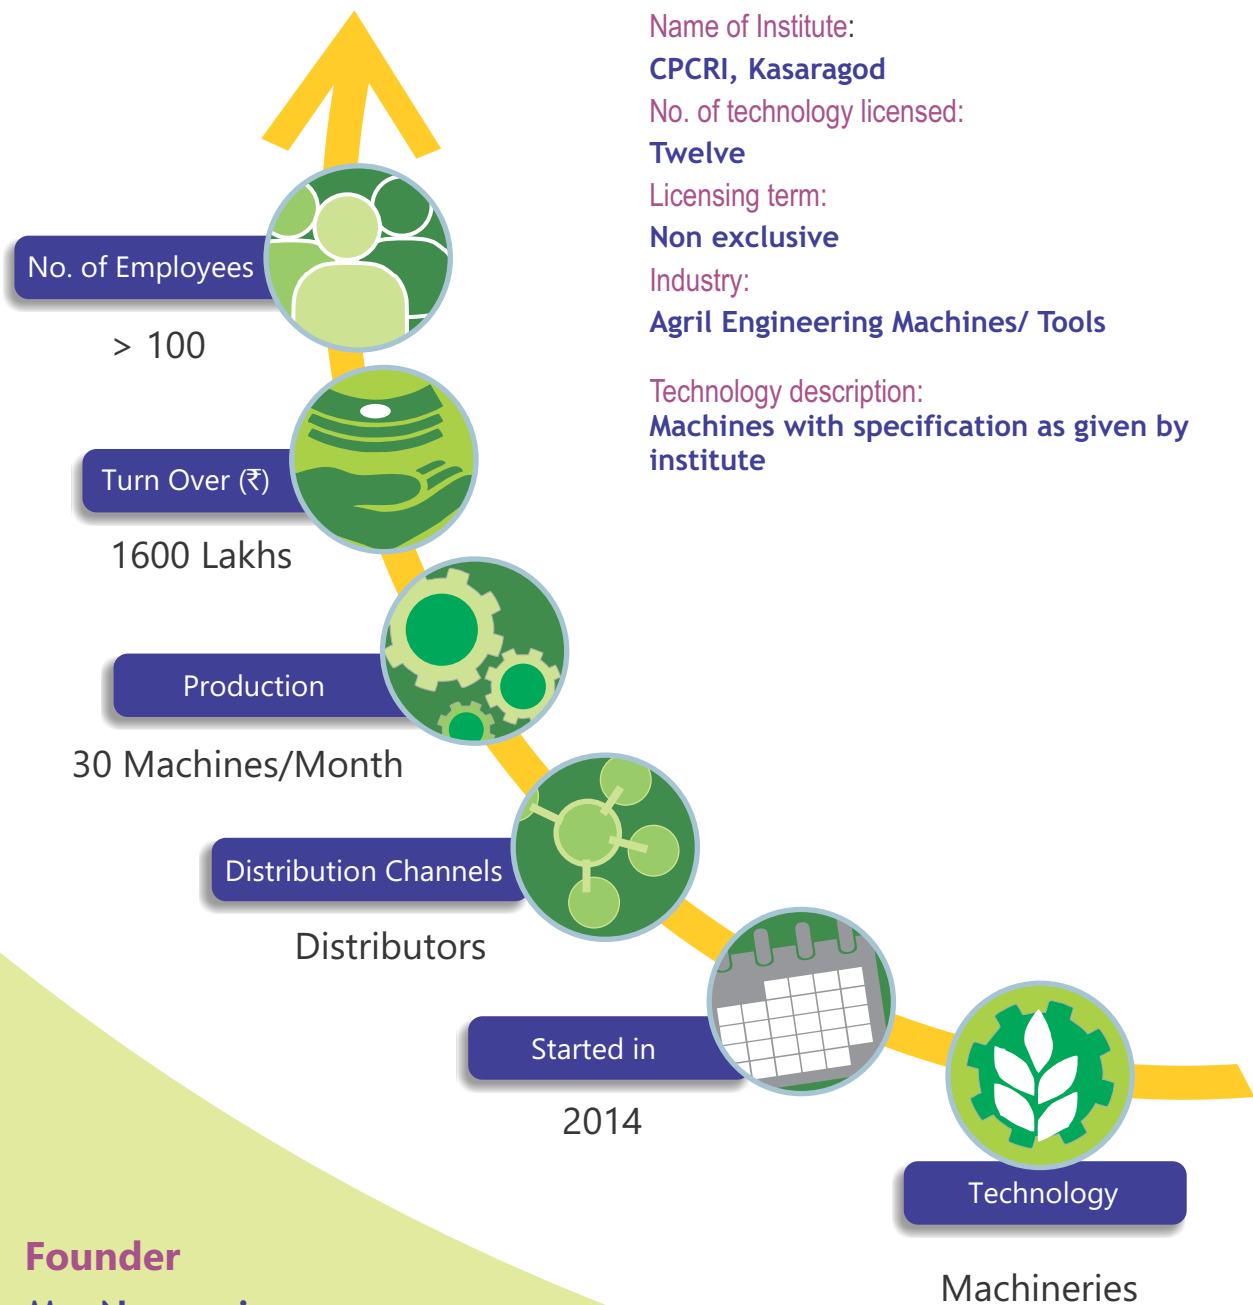 Name of Institute:
CPCRI, Kasaragod
No. of technology licensed:
Twelve
Licensing term:
Non exclusive
Industry:
Agril Engineering Machines/ Tools
Technology description:
Machines with specification as given by
institute
No. of Employees
> 100
Turn Over (₹)
1600 Lakhs
Production
30 Machines/Month
Distribution Channels
Distributors
Started in
2014
Technology
Machineries
Founder